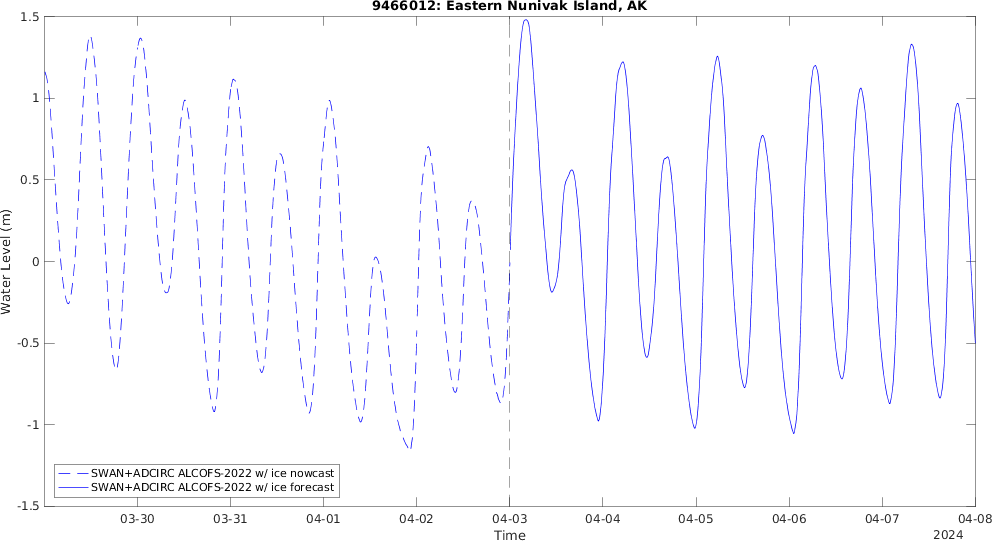 9466012: Eastern Nunivak Island, AK
Water Level (m)
1.5
1
0.5
0
-0.5
-1
-1.5
SWAN+ADCIRC ALCOFS-2022 w/ ice nowcast
SWAN+ADCIRC ALCOFS-2022 w/ ice forecast
03-30 03-31 04-01 04-02 04-03 04-04 04-05 04-06 04-07 04-08
Time
2024